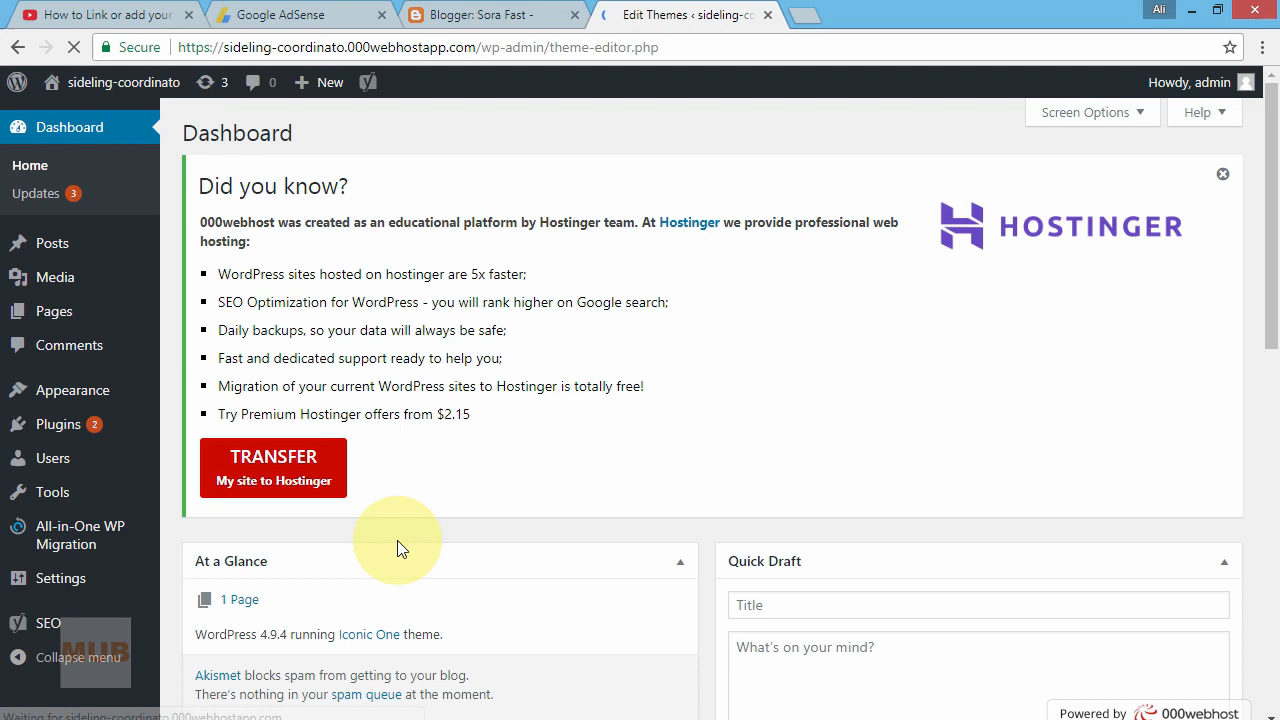 How to Link or add your
Google AdSense
Blogger: Sora Fast -
Edit Themes ‹ sideling-cc
Ali
Secure
https://sideling-coordinato.000webhostapp.com/wp-admin/theme-editor.php
sideling-coordinato
3
0
New
Howdy, admin
Dashboard
Home
Updates 3
Posts
Media
Pages
Comments
Appearance
Plugins 2
Users
Tools
All-in-One WP
Migration
Settings
SEO
Collapse menu
MUB
Screen Options
Help
Dashboard
Did you know?
000webhost was created as an educational platform by Hostinger team. At Hostinger we provide professional web
hosting:
WordPress sites hosted on hostinger are 5x faster;
SEO Optimization for WordPress - you will rank higher on Google search;
Daily backups, so your data will always be safe;
Fast and dedicated support ready to help you;
Migration of your current WordPress sites to Hostinger is totally free!
Try Premium Hostinger offers from $2.15
HOSTINGER
TRANSFER
My site to Hostinger
At a Glance
1 Page
WordPress 4.9.4 running Iconic One theme.
Akismet blocks spam from getting to your blog.
There's nothing in your spam queue at the moment.
Quick Draft
Title
What's on your mind?
Powered by 000webhost
Waiting for sideling-coordinato.000webhostapp.com